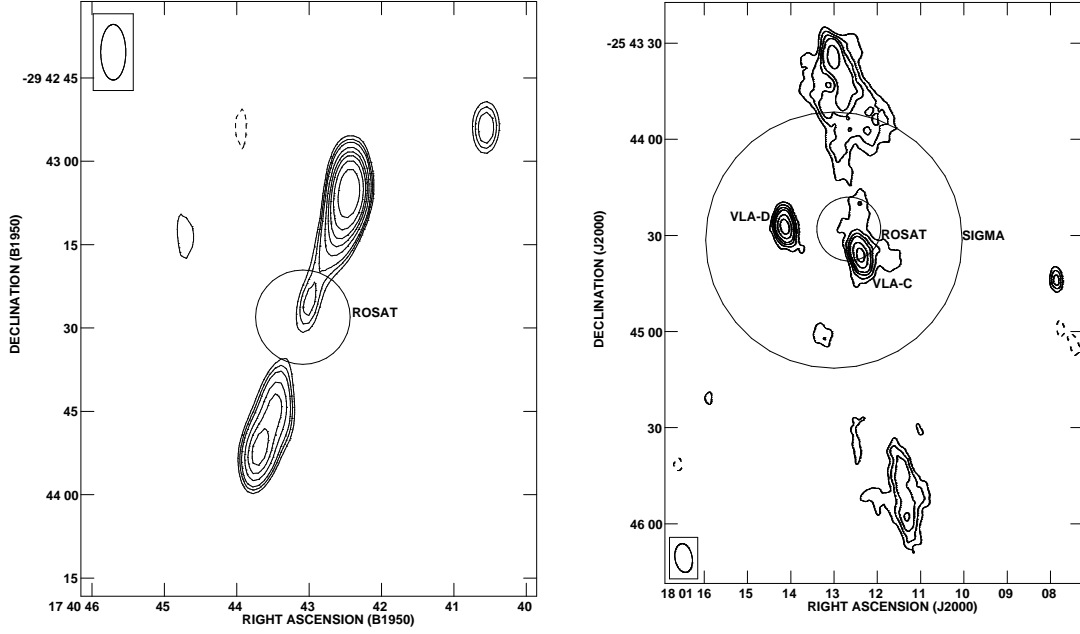 -29 42 45
43 00
15
30
45
44 00
15
DECLINATION (B1950)
ROSAT
17 40 46 45 44 43 42 41 40
RIGHT ASCENSION (B1950)
-25 43 30
44 00
30
45 00
30
46 00
DECLINATION (J2000)
VLA-D
ROSAT
SIGMA
VLA-C
18 01 16 15 14 13 12 11 10 09 08
RIGHT ASCENSION (J2000)